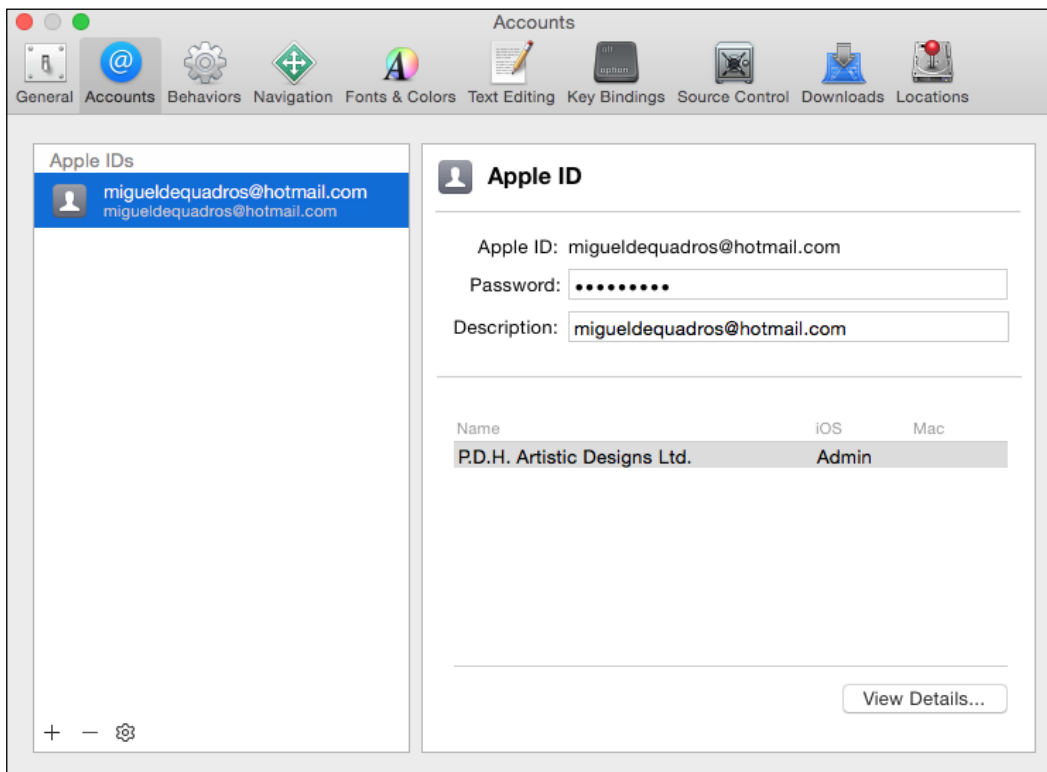 Accounts
alt
option
General Accounts Behaviors Navigation Fonts & Colors Text Editing Key Bindings Source Control Downloads Locations
Apple IDs
migueldequadros@hotmail.com
migueldequadros@hotmail.com
Apple ID
Apple ID: migueldequadros@hotmail.com
Password: •••••••••
Description: migueldequadros@hotmail.com
Name iOS Mac
P.D.H. Artistic Designs Ltd. Admin
View Details...